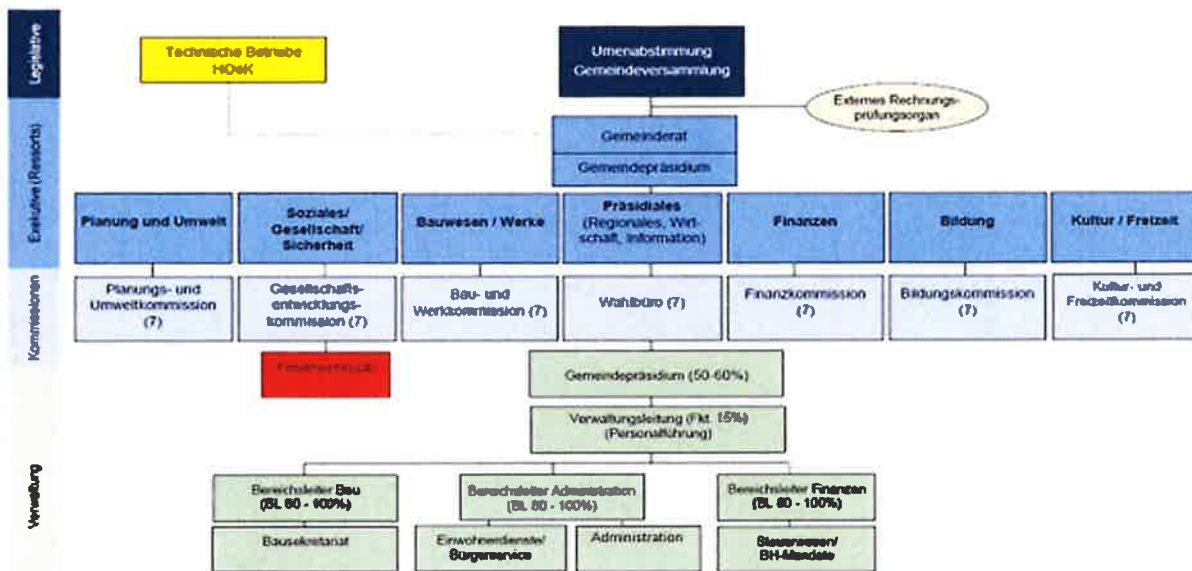 Legislative
Technische Betriebe
HOeK
Urnenabstimmung
Gemeindeversammlung
Externes Rechnungs-
prüfungsorgan
Exekutive (Ressorts)
Gemeinderat
Gemeindepräsidium
Planung und Umwelt
Soziales/
Gesellschaft/
Sicherheit
Bauwesen / Werke
Präsidiales
(Regionales, Wirt-
schaft, Information)
Finanzen
Bildung
Kultur / Freizeit
Kommissionen
Planungs- und
Umweltkommission
(7)
Gesellschafts-
entwicklungs-
kommission (7)
Bau- und
Werkkommission (7)
Wahlbüro (7)
Finanzkommission
(7)
Bildungskommission
(7)
Kultur- und
Freizeitkommission
(7)
Verwaltung
Gemeindepräsidium (50-60%)
Verwaltungsleitung (Fkt. 15%)
(Personalführung)
Bereichsleiter Bau
(BL 80 - 100%)
Bereichsleiter Administration
(BL 80 - 100%)
Bereichsleiter Finanzen
(BL 80 - 100%)
Bausekretariat
Einwohnerdienste/
Bürgerservice
Administration
Steuerwesen/
BH-Mandate